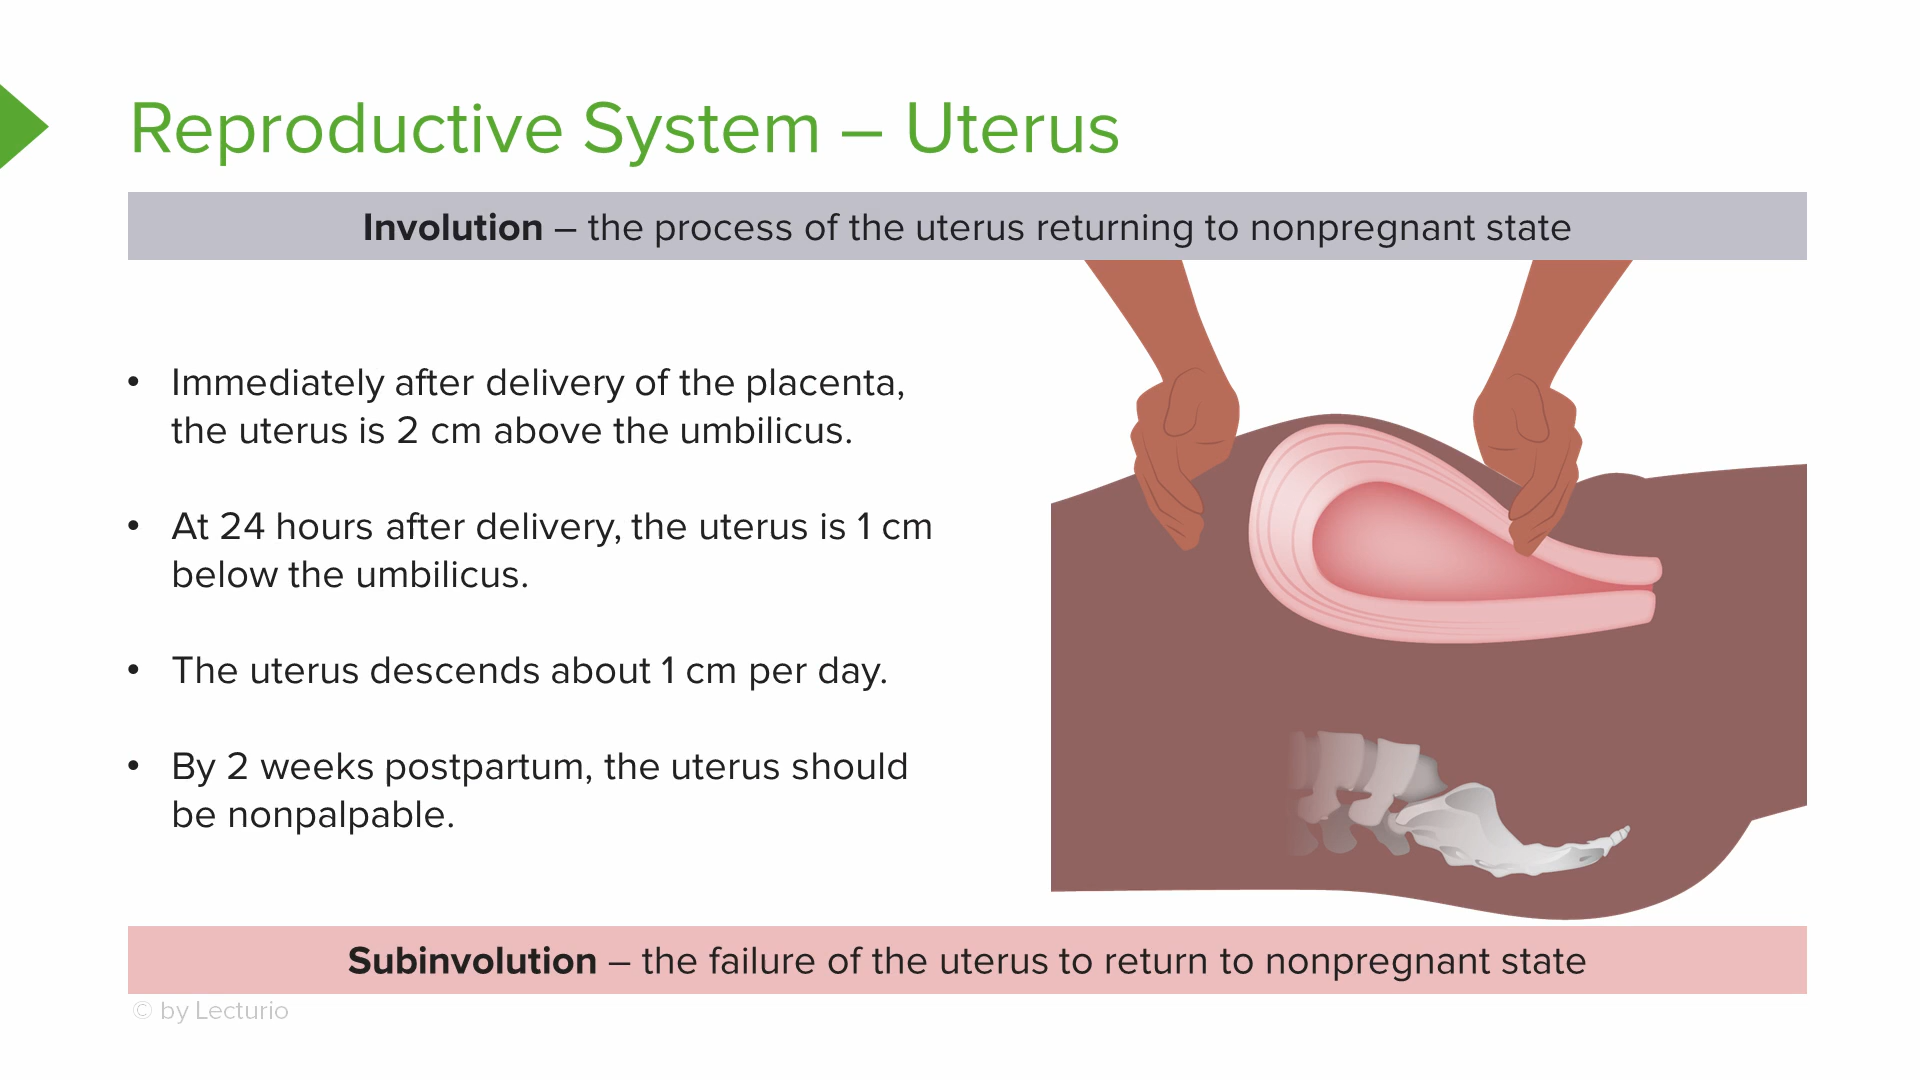 Reproductive System – Uterus
Involution – the process of the uterus returning to nonpregnant state
• Immediately after delivery of the placenta,
the uterus is 2 cm above the umbilicus.
• At 24 hours after delivery, the uterus is 1 cm
below the umbilicus.
• The uterus descends about 1 cm per day.
• By 2 weeks postpartum, the uterus should
be nonpalpable.
Subinvolution – the failure of the uterus to return to nonpregnant state
© by Lecturio